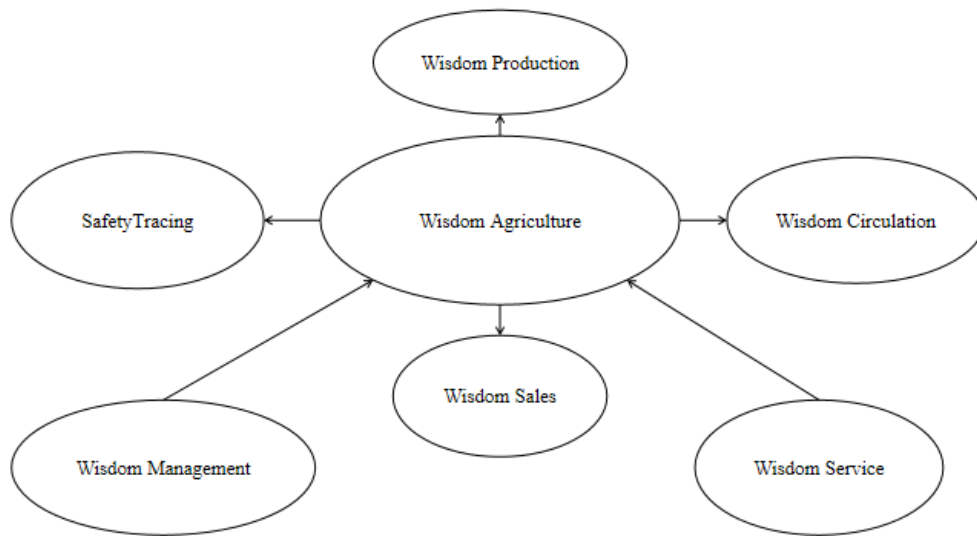 Wisdom Production
SafetyTracing
Wisdom Agriculture
Wisdom Circulation
Wisdom Sales
Wisdom Management
Wisdom Service